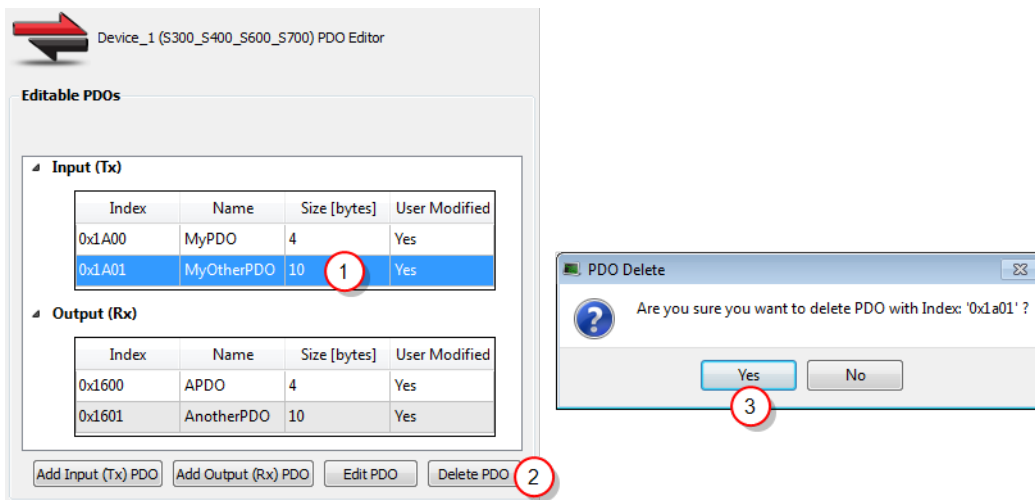 Device_1 (S300_S400_S600_S700) PDO Editor
Editable PDOs
Input (Tx)
Index Name Size [bytes] User Modified
0x1A00 MyPDO 4 Yes
0x1A01 MyOtherPDO 10 1 Yes
Output (Rx)
Index Name Size [bytes] User Modified
0x1600 APDO 4 Yes
0x1601 AnotherPDO 10 Yes
Add Input (Tx) PDO Add Output (Rx) PDO Edit PDO Delete PDO 2
PDO Delete
Are you sure you want to delete PDO with Index: '0x1a01' ?
Yes No
3